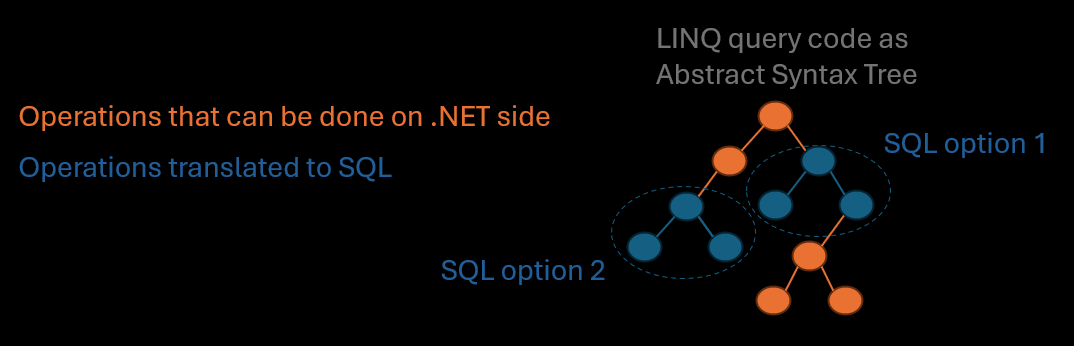 LINQ query code as
Abstract Syntax Tree
Operations that can be done on .NET side
SQL option 1
Operations translated to SQL
SQL option 2